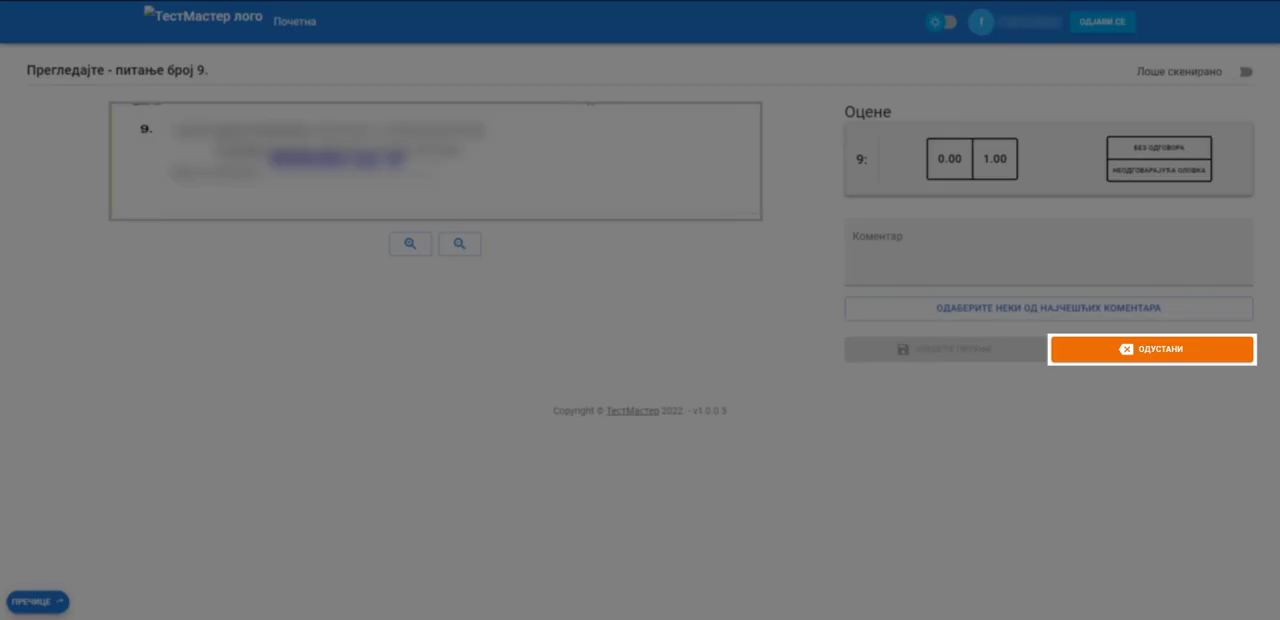 ТестМастер лого
Почетна
f
ОДЈАВИ СЕ
Прегледајте - питање број 9.
Лоше скенирано
9.
Оцене
9:
0.00
1.00
БЕЗ ОДГОВОРА
НЕОДГОВАРАЈУЋА ОЛОВКА
Коментар
ОДАБЕРИТЕ НЕКИ ОД НАЈЧЕШЋИХ КОМЕНТАРА
ОДУСТАНИ
Copyright © ТестМастер 2022. - v1.0.0.3
ПРЕЧИЦЕ